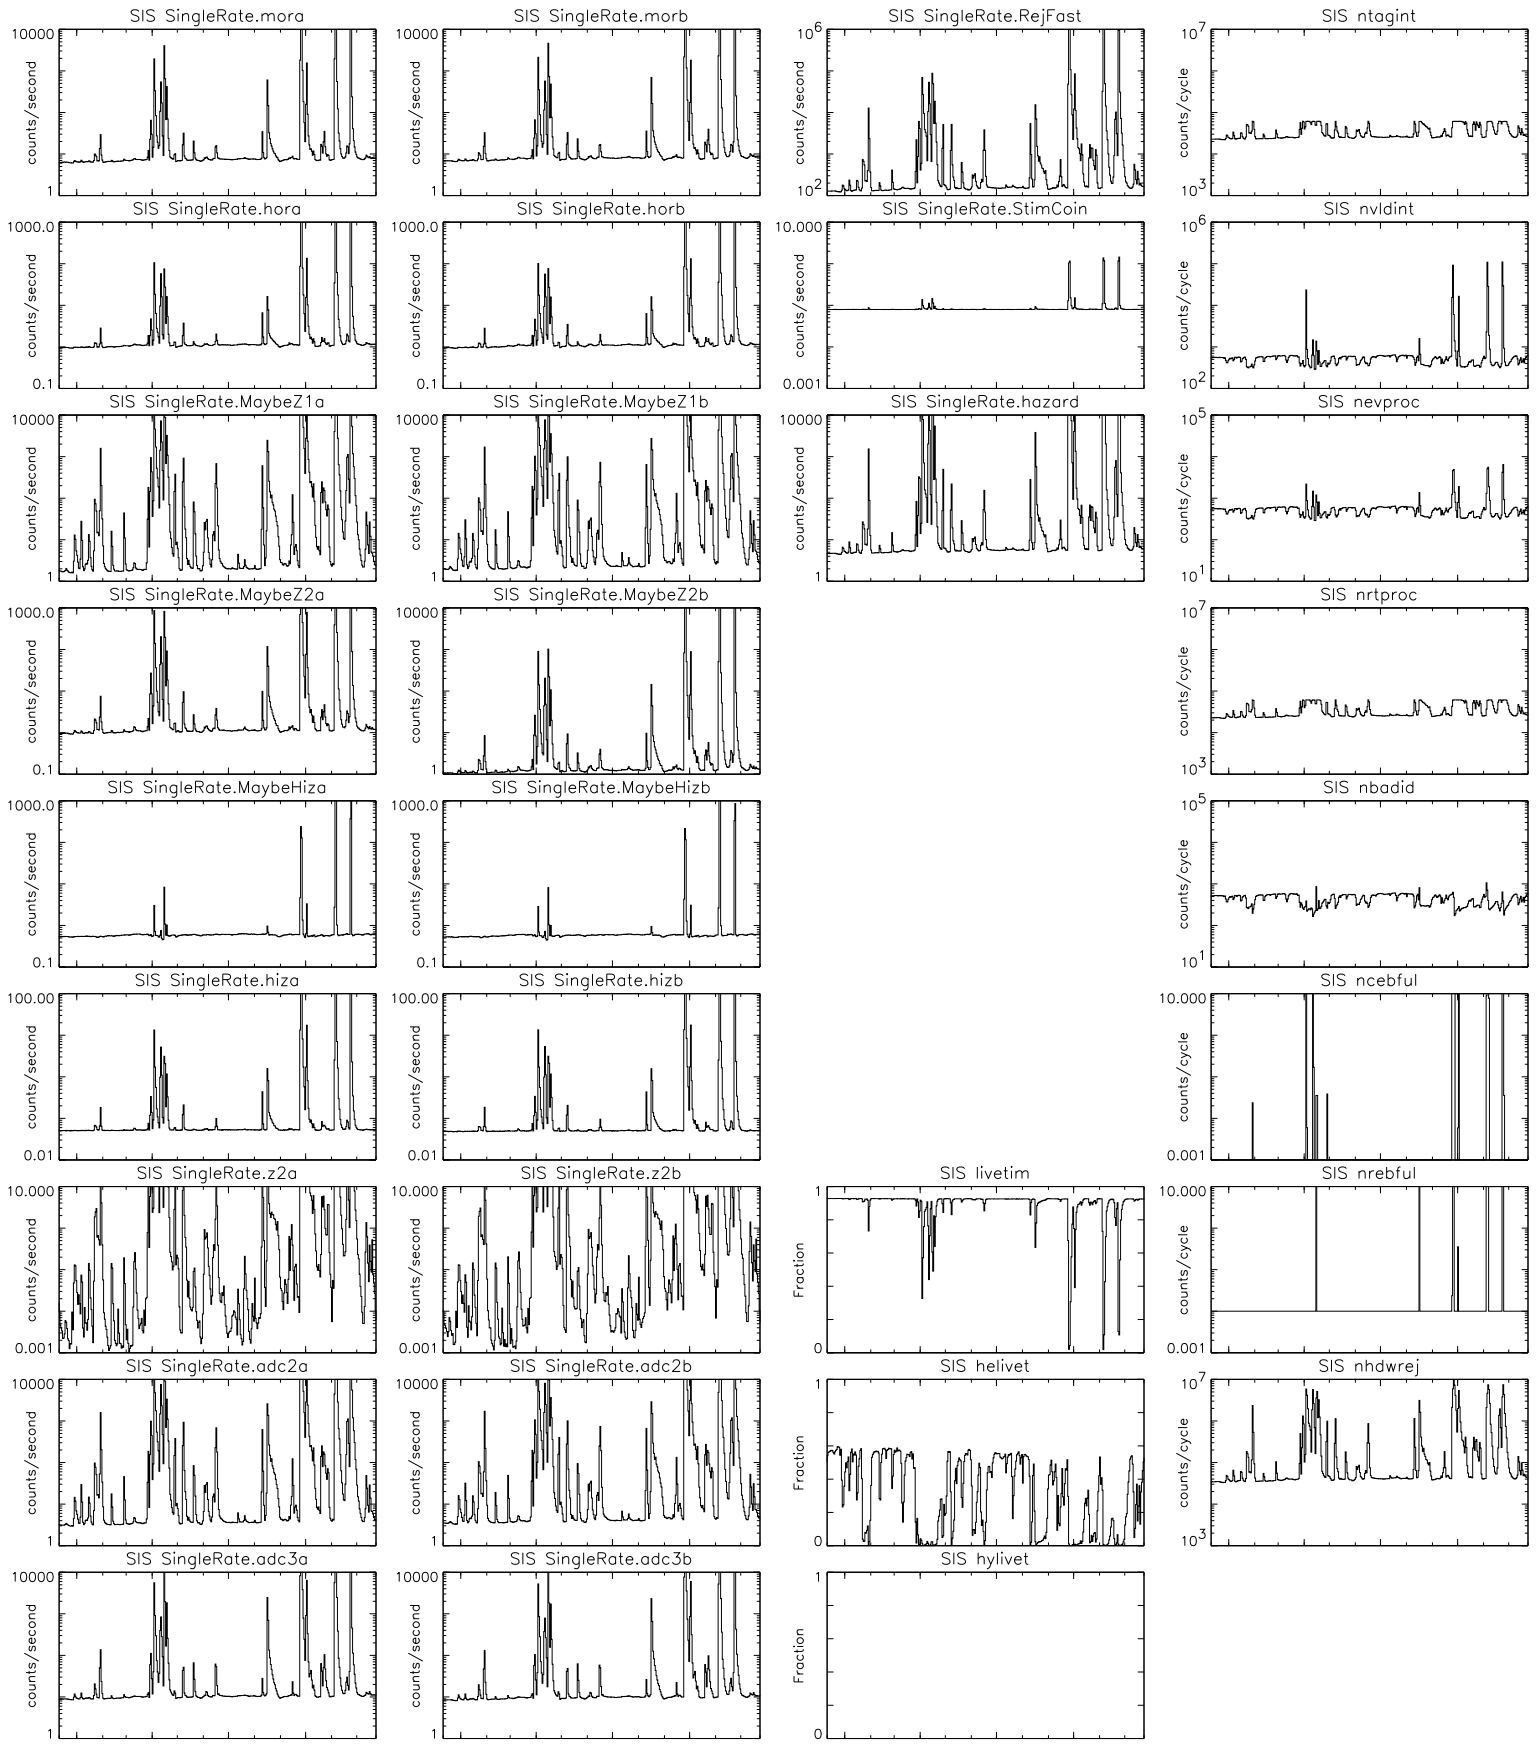 SIS SingleRate.mora
10000
counts/second
1
SIS SingleRate.morb
10000
counts/second
1
SIS SingleRate.RejFast
10^6
counts/second
10^2
SIS ntagint
10^7
counts/cycle
10^3
SIS SingleRate.hora
1000.0
counts/second
0.1
SIS SingleRate.horb
1000.0
counts/second
0.1
SIS SingleRate.StimCoin
10.000
counts/second
0.001
SIS nvldint
10^6
counts/cycle
10^2
SIS SingleRate.MaybeZ1a
10000
counts/second
1
SIS SingleRate.MaybeZ1b
10000
counts/second
1
SIS SingleRate.hazard
10000
counts/second
1
SIS nevproc
10^5
counts/cycle
10^1
SIS SingleRate.MaybeZ2a
1000.0
counts/second
0.1
SIS SingleRate.MaybeZ2b
10000
counts/second
1
SIS nrtproc
10^7
counts/cycle
10^3
SIS SingleRate.MaybeHiza
1000.0
counts/second
0.1
SIS SingleRate.MaybeHizb
1000.0
counts/second
0.1
SIS nbadid
10^5
counts/cycle
10^1
SIS SingleRate.hiza
100.00
counts/second
0.01
SIS SingleRate.hizb
100.00
counts/second
0.01
SIS ncebful
10.000
counts/cycle
0.001
SIS SingleRate.z2a
10.000
counts/second
0.001
SIS SingleRate.z2b
10.000
counts/second
0.001
SIS livetim
1
Fraction
0
SIS nrebful
10.000
counts/cycle
0.001
SIS SingleRate.adc2a
10000
counts/second
1
SIS SingleRate.adc2b
10000
counts/second
1
SIS helivet
1
Fraction
0
SIS nhdwrej
10^7
counts/cycle
10^3
SIS SingleRate.adc3a
10000
counts/second
1
SIS SingleRate.adc3b
10000
counts/second
1
SIS hylivet
1
Fraction
0